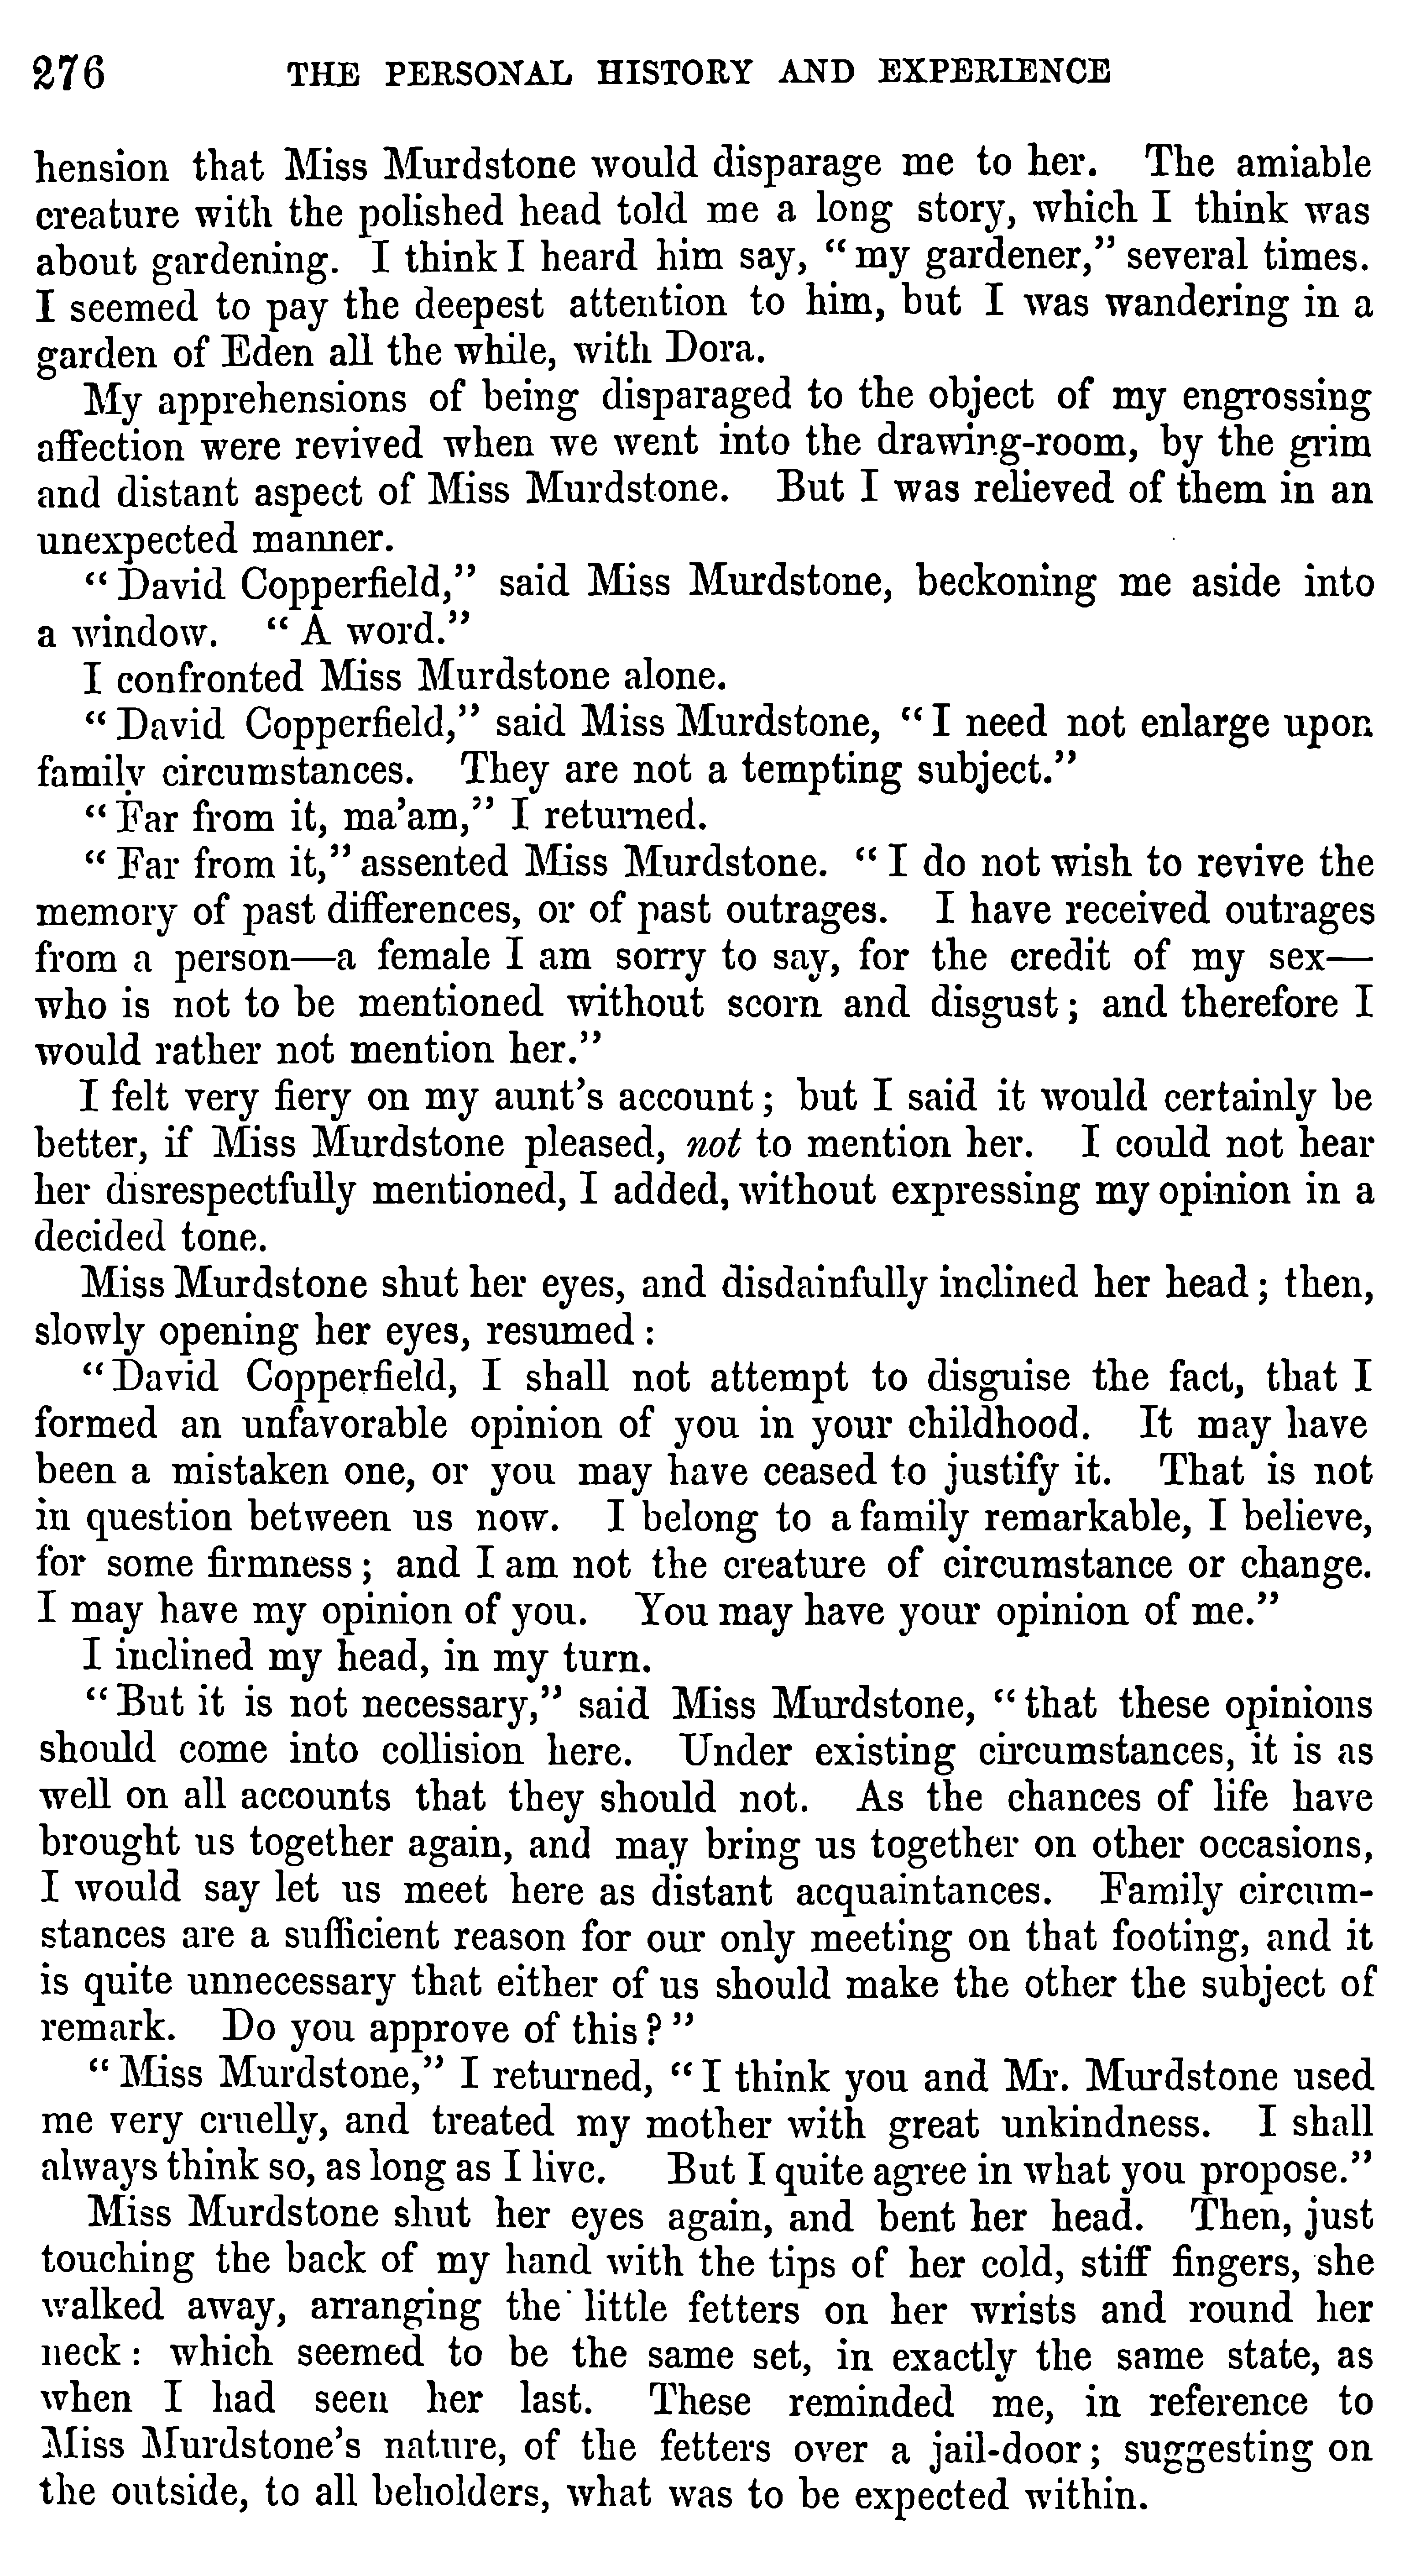 276 THE PERSONAL HISTORY AND EXPERIENCE
hension that Miss Murdstone would disparage me to her. The amiable
creature with the polished head told me a long story, which I think was
about gardening. I think I heard him say, “my gardener,” several times.
I seemed to pay the deepest attention to him, but I was wandering in a
garden of Eden all the while, with Dora.
My apprehensions of being disparaged to the object of my engrossing
affection were revived when we went into the drawing-room, by the grim
and distant aspect of Miss Murdstone. But I was relieved of them in an
unexpected manner.
“David Copperfield,” said Miss Murdstone, beckoning me aside into
a window. “A word.”
I confronted Miss Murdstone alone.
“David Copperfield,” said Miss Murdstone, “I need not enlarge upon
family circumstances. They are not a tempting subject.”
“Far from it, ma’am,” I returned.
“Far from it,” assented Miss Murdstone. “I do not wish to revive the
memory of past differences, or of past outrages. I have received outrages
from a person—a female I am sorry to say, for the credit of my sex—
who is not to be mentioned without scorn and disgust; and therefore I
would rather not mention her.”
I felt very fiery on my aunt’s account; but I said it would certainly be
better, if Miss Murdstone pleased, not to mention her. I could not hear
her disrespectfully mentioned, I added, without expressing my opinion in a
decided tone.
Miss Murdstone shut her eyes, and disdainfully inclined her head; then,
slowly opening her eyes, resumed:
“David Copperfield, I shall not attempt to disguise the fact, that I
formed an unfavorable opinion of you in your childhood. It may have
been a mistaken one, or you may have ceased to justify it. That is not
in question between us now. I belong to a family remarkable, I believe,
for some firmness; and I am not the creature of circumstance or change.
I may have my opinion of you. You may have your opinion of me.”
I inclined my head, in my turn.
“But it is not necessary,” said Miss Murdstone, “that these opinions
should come into collision here. Under existing circumstances, it is as
well on all accounts that they should not. As the chances of life have
brought us together again, and may bring us together on other occasions,
I would say let us meet here as distant acquaintances. Family circum-
stances are a sufficient reason for our only meeting on that footing, and it
is quite unnecessary that either of us should make the other the subject of
remark. Do you approve of this?”
“Miss Murdstone,” I returned, “I think you and Mr. Murdstone used
me very cruelly, and treated my mother with great unkindness. I shall
always think so, as long as I live. But I quite agree in what you propose.”
Miss Murdstone shut her eyes again, and bent her head. Then, just
touching the back of my hand with the tips of her cold, stiff fingers, she
walked away, arranging the little fetters on her wrists and round her
neck: which seemed to be the same set, in exactly the same state, as
when I had seen her last. These reminded me, in reference to
Miss Murdstone’s nature, of the fetters over a jail-door; suggesting on
the outside, to all beholders, what was to be expected within.